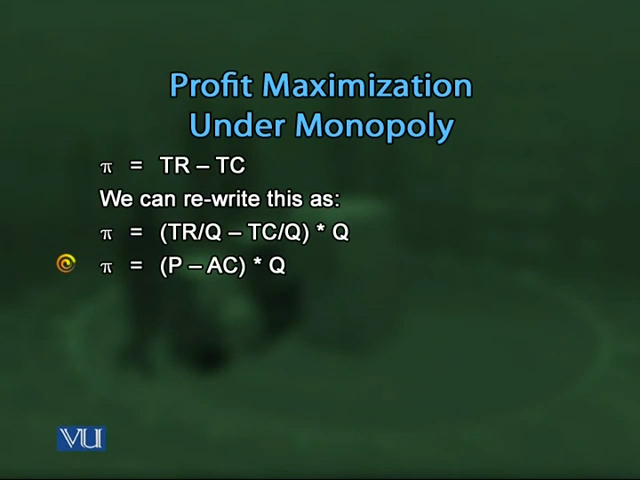 Profit Maximization
Under Monopoly
π = TR – TC
We can re-write this as:
π = (TR/Q – TC/Q) * Q
π = (P – AC) * Q
VU